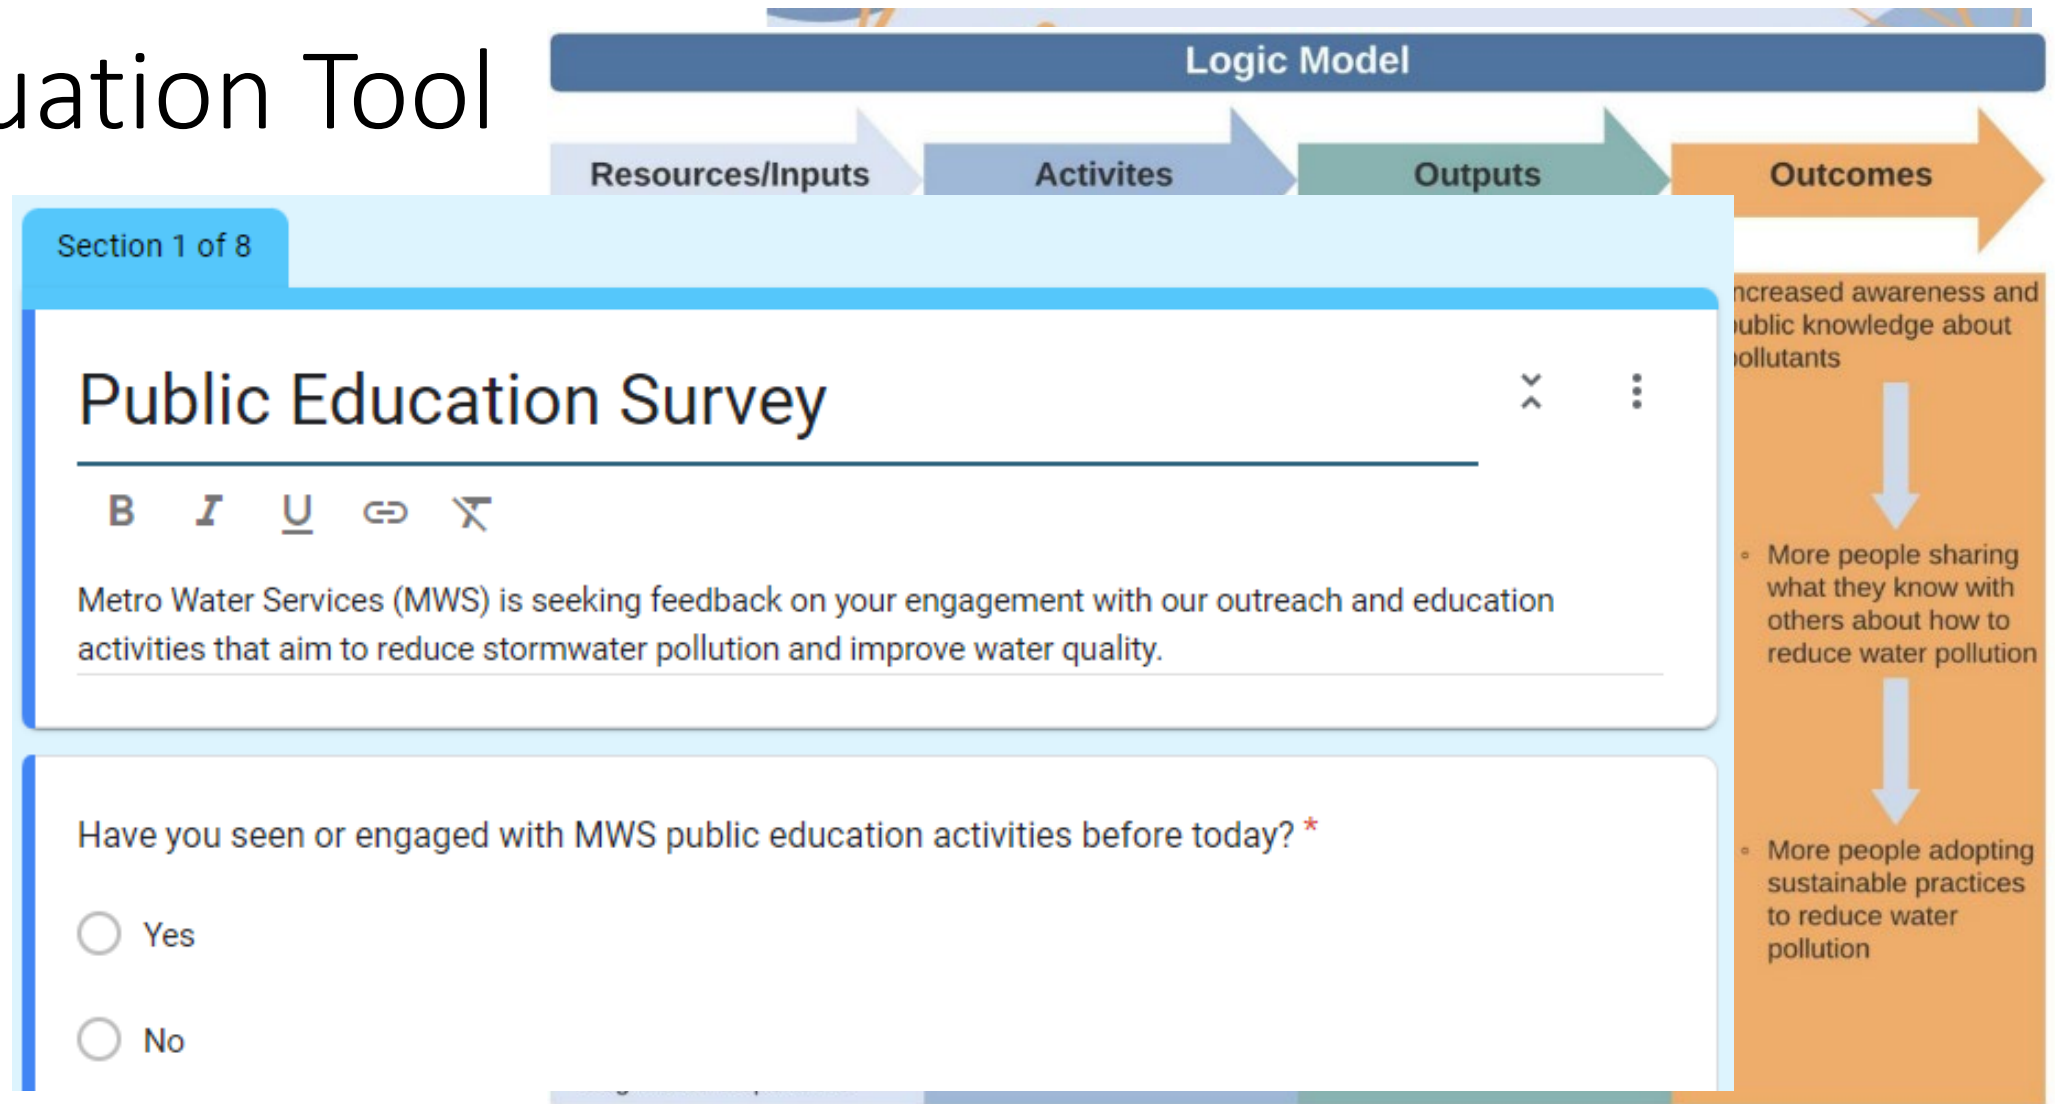 uation Tool
Logic Model
Resources/Inputs
Activites
Outputs
Outcomes
Section 1 of 8
Public Education Survey
B I U
Metro Water Services (MWS) is seeking feedback on your engagement with our outreach and education
activities that aim to reduce stormwater pollution and improve water quality.
Have you seen or engaged with MWS public education activities before today? *
Yes
No
ncreased awareness and
ublic knowledge about
ollutants
More people sharing
what they know with
others about how to
reduce water pollution
More people adopting
sustainable practices
to reduce water
pollution